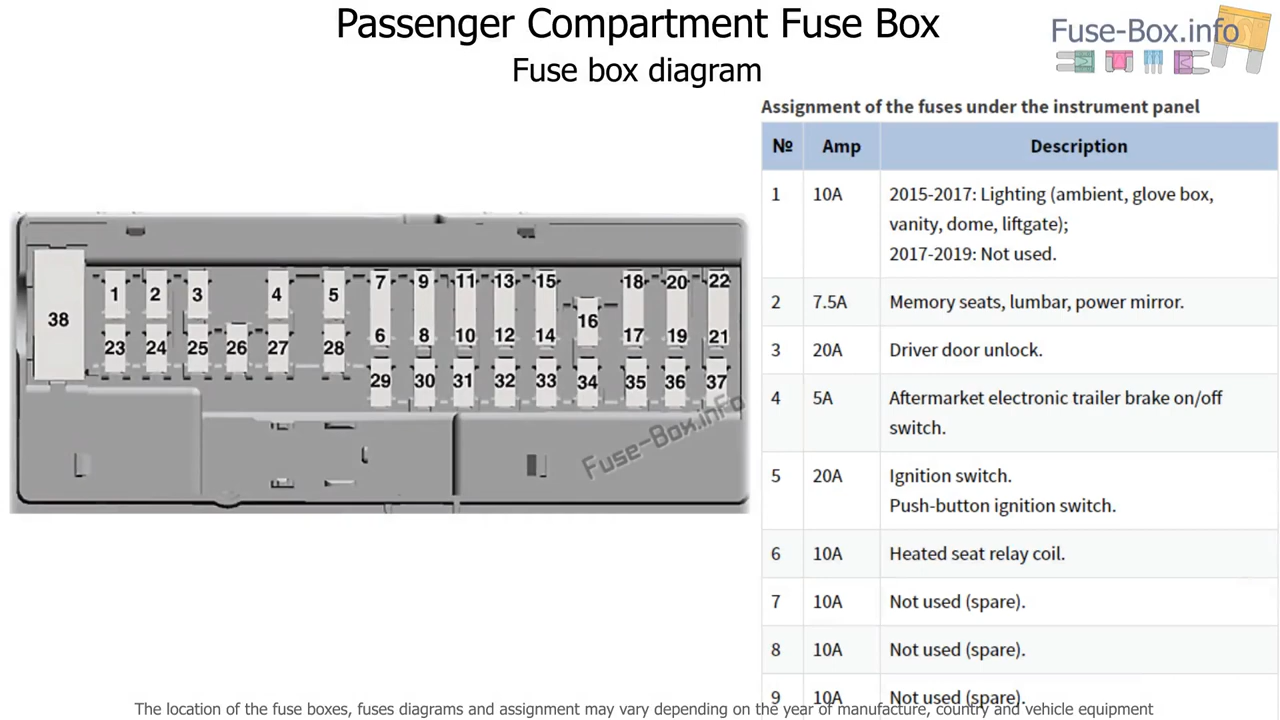 Passenger Compartment Fuse Box
Fuse box diagram
Fuse-Box.info
Assignment of the fuses under the instrument panel
№ Amp Description
1 10A 2015-2017: Lighting (ambient, glove box,
vanity, dome, liftgate);
2017-2019: Not used.
2 7.5A Memory seats, lumbar, power mirror.
3 20A Driver door unlock.
4 5A Aftermarket electronic trailer brake on/off
switch.
5 20A Ignition switch.
Push-button ignition switch.
6 10A Heated seat relay coil.
7 10A Not used (spare).
8 10A Not used (spare).
9 10A Not used (spare).
38 1 2 3 4 5 7 9 11 13 15 18 20 22
16
23 24 25 26 27 28 6 8 10 12 14 17 19 21
29 30 31 32 33 34 35 36 37
Fuse-Box.info
The location of the fuse boxes, fuses diagrams and assignment may vary depending on the year of manufacture, country and vehicle equipment